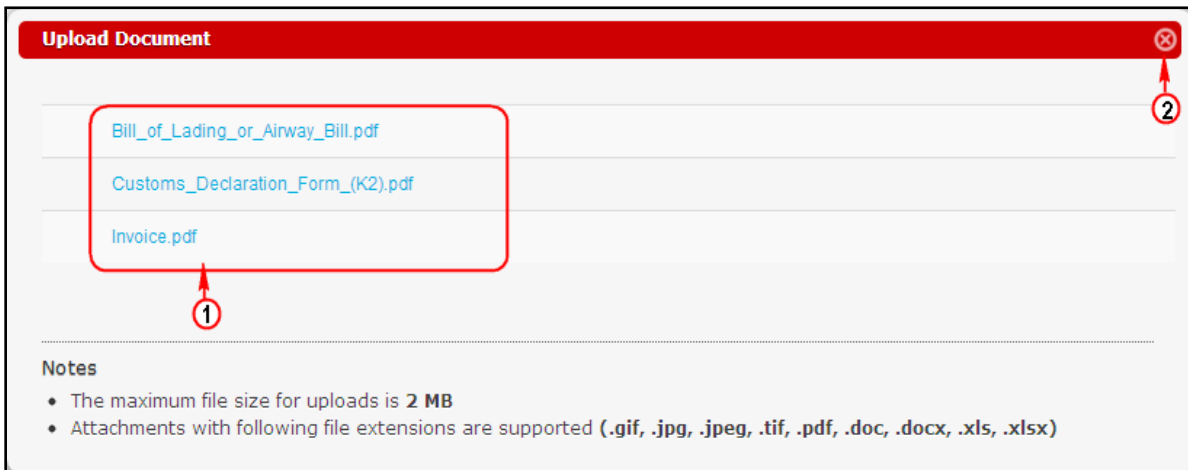 Upload Document
2
Bill_of_Lading_or_Airway_Bill.pdf
Customs_Declaration_Form_(K2).pdf
Invoice.pdf
1
Notes
• The maximum file size for uploads is 2 MB
• Attachments with following file extensions are supported (.gif, .jpg, .jpeg, .tif, .pdf, .doc, .docx, .xls, .xlsx)